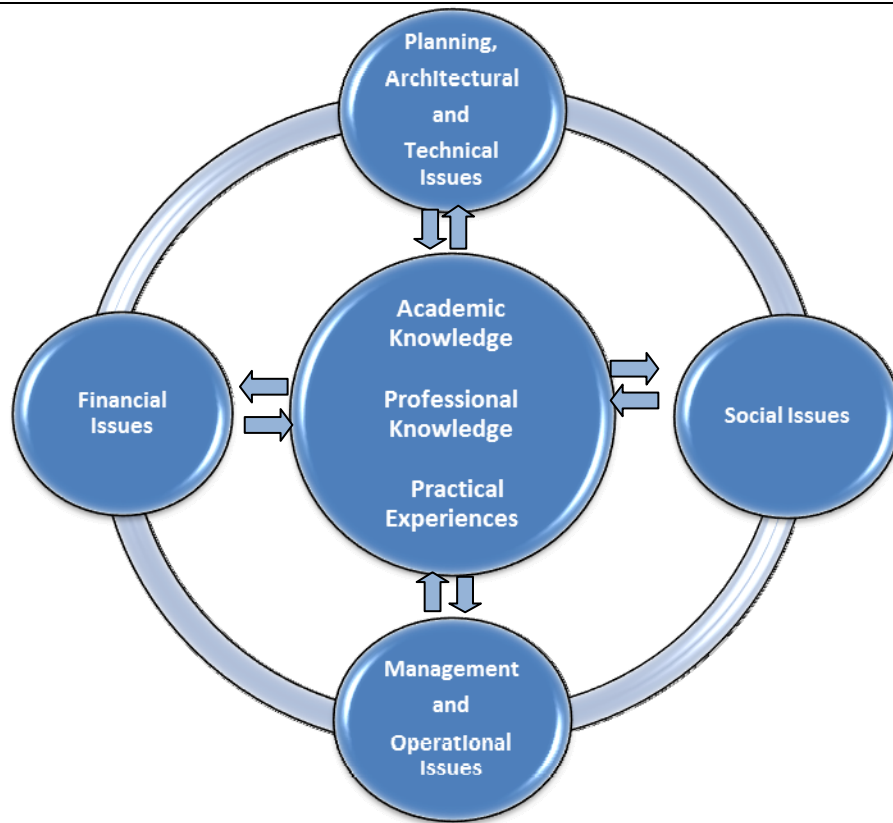 Planning,
Architectural
and
Technical
Issues
Academic
Knowledge
Professional
Knowledge
Practical
Experiences
Financial
Issues
Social Issues
Management
and
Operational
Issues